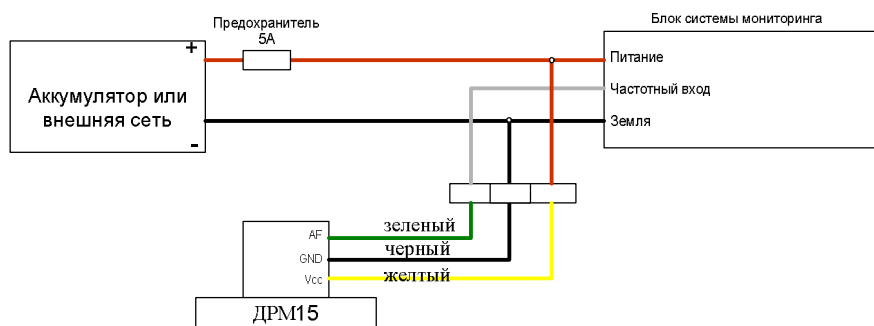 Предохранитель
5А
Блок системы мониторинга
+
Питание
Аккумулятор или
внешняя сеть
Частотный вход
Земля
-
AF
зеленый
GND
черный
Vcc
желтый
ДРМ15